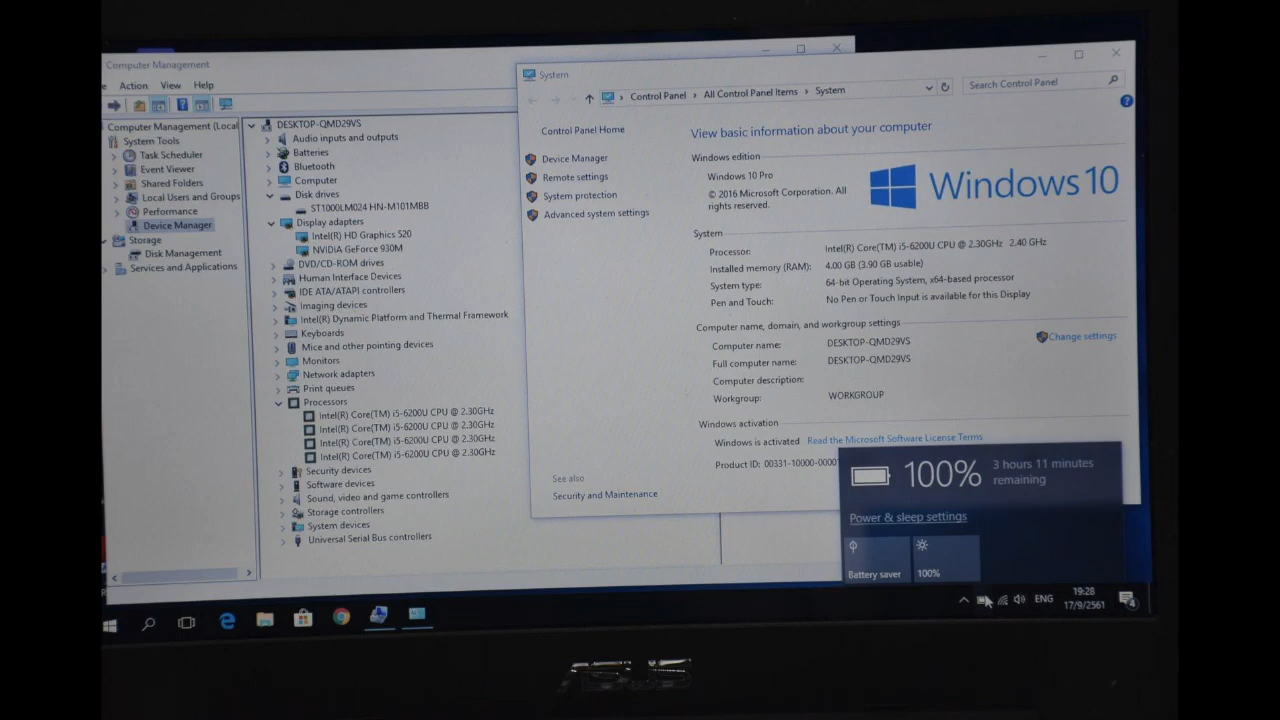 Computer Management
Action View Help
Computer Management (Local
System Tools
Task Scheduler
Event Viewer
Shared Folders
Local Users and Groups
Performance
Device Manager
Storage
Disk Management
Services and Applications
DESKTOP-QMD29VS
Audio inputs and outputs
Batteries
Bluetooth
Computer
Disk drives
ST1000LM024 HN-M101MBB
Display adapters
Intel(R) HD Graphics 520
NVIDIA GeForce 930M
DVD/CD-ROM drives
Human Interface Devices
IDE ATA/ATAPI controllers
Imaging devices
Intel(R) Dynamic Platform and Thermal Framework
Keyboards
Mice and other pointing devices
Monitors
Network adapters
Print queues
Processors
Intel(R) Core(TM) i5-6200U CPU @ 2.30GHz
Intel(R) Core(TM) i5-6200U CPU @ 2.30GHz
Intel(R) Core(TM) i5-6200U CPU @ 2.30GHz
Intel(R) Core(TM) i5-6200U CPU @ 2.30GHz
Security devices
Software devices
Sound, video and game controllers
Storage controllers
System devices
Universal Serial Bus controllers
System
Control Panel > All Control Panel Items > System
Search Control Panel
Control Panel Home
Device Manager
Remote settings
System protection
Advanced system settings
See also
Security and Maintenance
View basic information about your computer
Windows edition
Windows 10 Pro
© 2016 Microsoft Corporation. All
rights reserved.
Windows 10
System
Processor: Intel(R) Core(TM) i5-6200U CPU @ 2.30GHz 2.40 GHz
Installed memory (RAM): 4.00 GB (3.90 GB usable)
System type: 64-bit Operating System, x64-based processor
Pen and Touch: No Pen or Touch Input is available for this Display
Computer name, domain, and workgroup settings
Computer name: DESKTOP-QMD29VS
Change settings
Full computer name: DESKTOP-QMD29VS
Computer description:
Workgroup: WORKGROUP
Windows activation
Windows is activated Read the Microsoft Software License Terms
Product ID: 00331-10000-0000
100% 3 hours 11 minutes
remaining
Power & sleep settings
Battery saver
100%
ENG
19:28
17/9/2561
4
ASUS